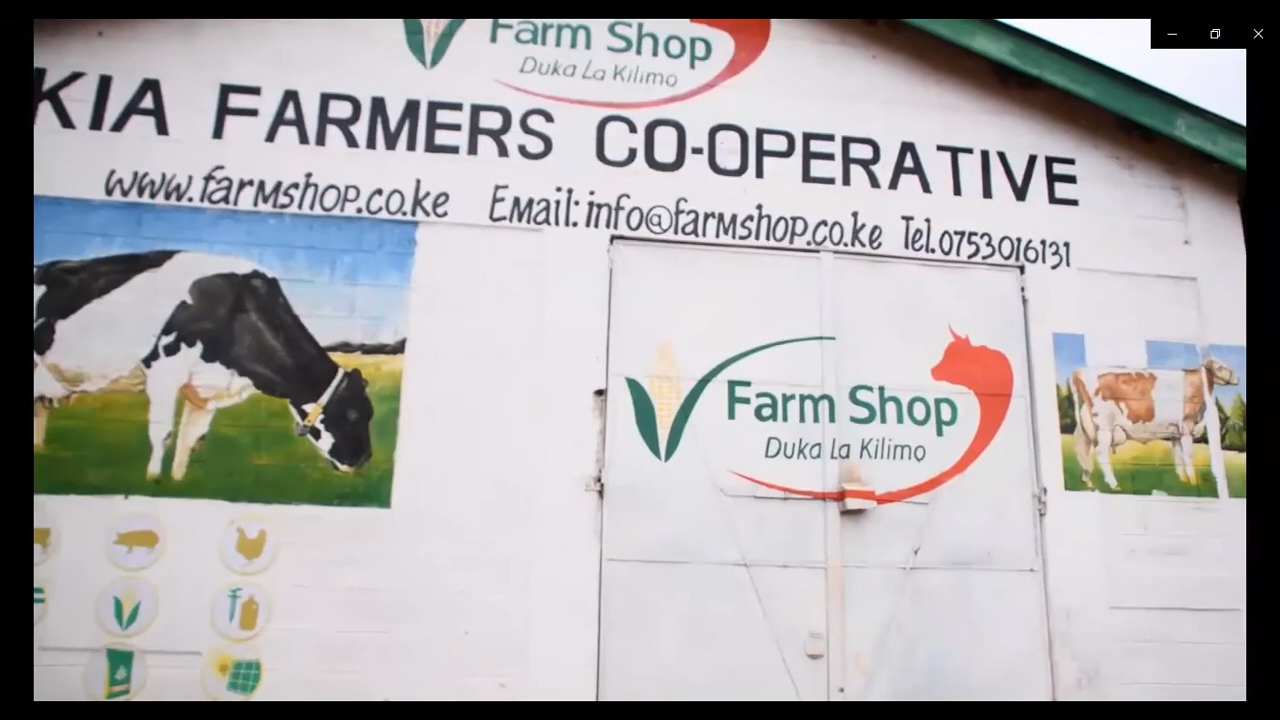 Farm Shop
Duka La Kilimo
KIA FARMERS CO-OPERATIVE
www.farmshop.co.ke Email: info@farmshop.co.ke Tel.0753016131
Farm Shop
Duka La Kilimo